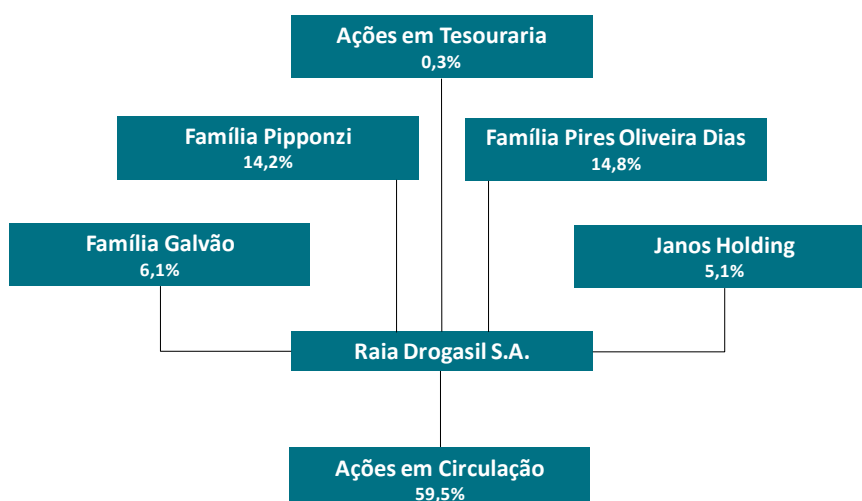 Ações em Tesouraria
0,3%
Família Pipponzi
14,2%
Família Pires Oliveira Dias
14,8%
Família Galvão
6,1%
Janos Holding
5,1%
Raia Drogasil S.A.
Ações em Circulação
59,5%